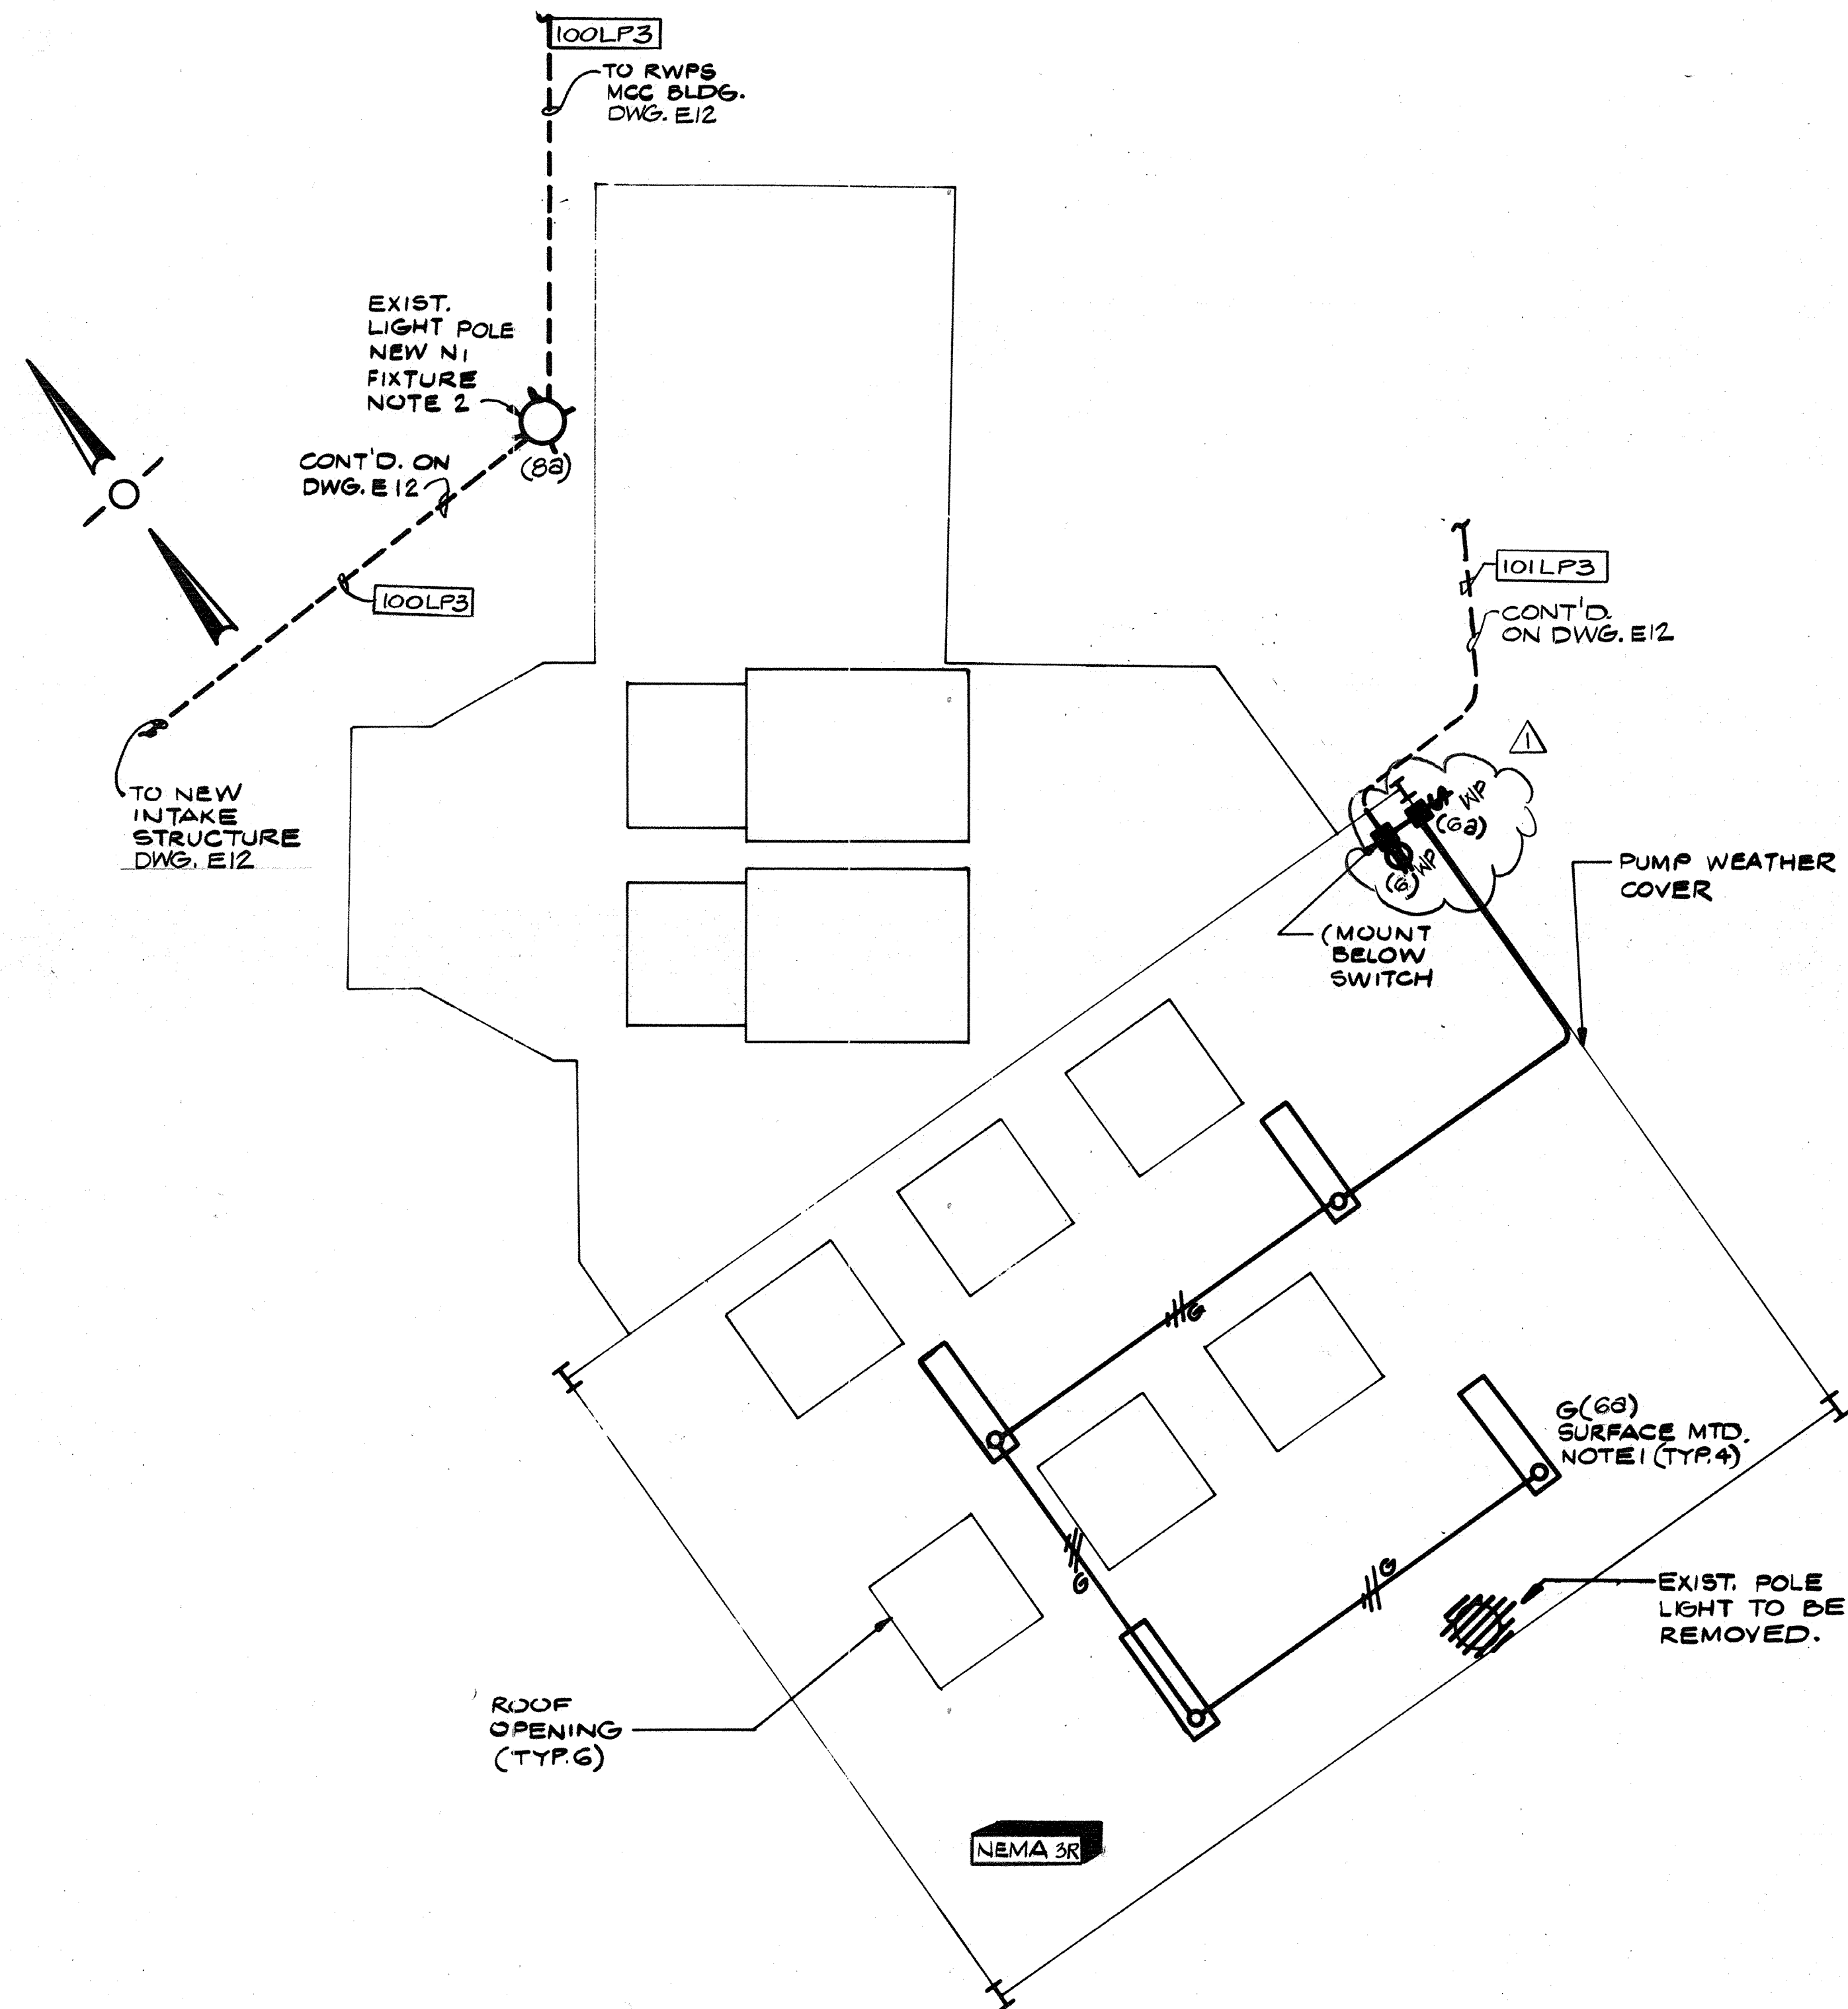 100LP3
TO RWPS
MCC BLDG.
DWG. E12
EXIST.
LIGHT POLE
NEW N1
FIXTURE
NOTE 2
(8a)
CONT'D. ON
DWG. E12
100LP3
TO NEW
INTAKE
STRUCTURE
DWG. E12
101LP3
CONT'D.
ON DWG. E12
1
WP
(6a)
WP
(6)
(MOUNT
BELOW
SWITCH
PUMP WEATHER
COVER
G
G(6a)
SURFACE MTD.
NOTE 1 (TYP.4)
G
G
EXIST. POLE
LIGHT TO BE
REMOVED.
ROOF
OPENING
(TYP.6)
NEMA 3R